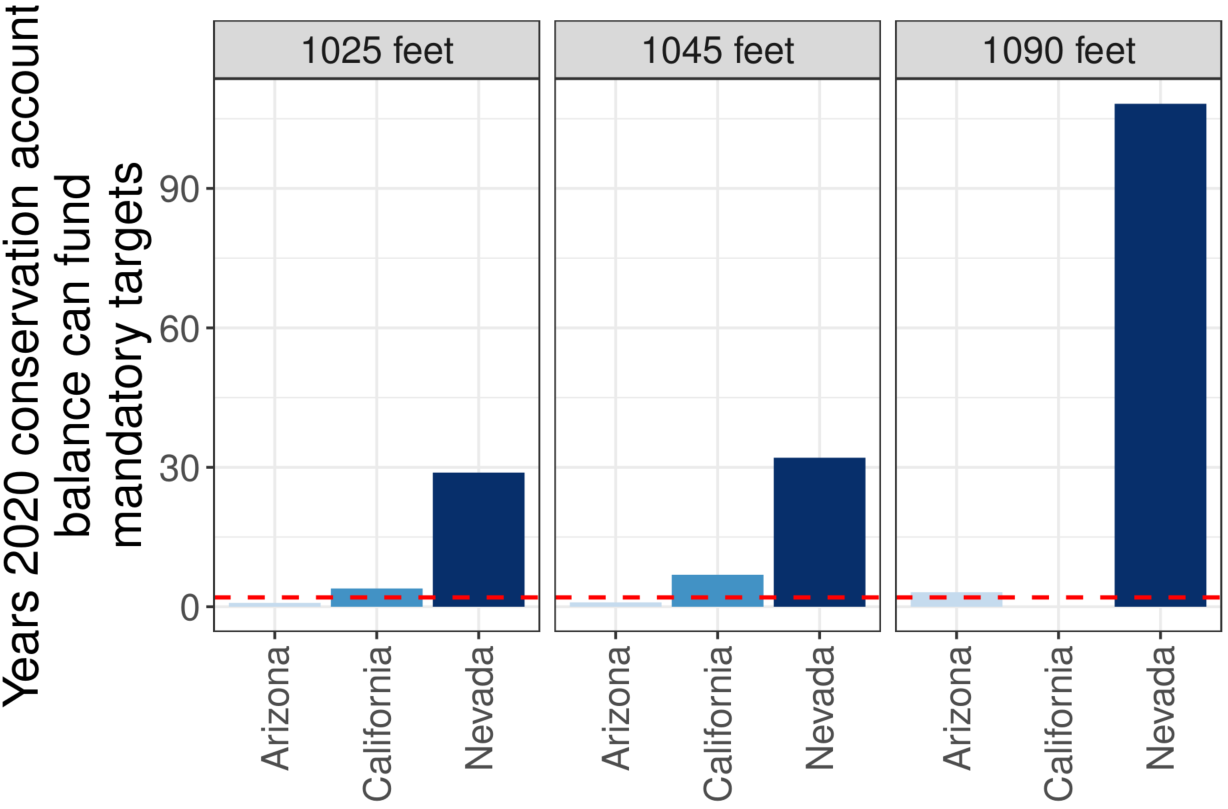 Years 2020 conservation account
balance can fund
mandatory targets
1025 feet
1045 feet
1090 feet
90
60
30
0
Arizona
California
Nevada
Arizona
California
Nevada
Arizona
California
Nevada